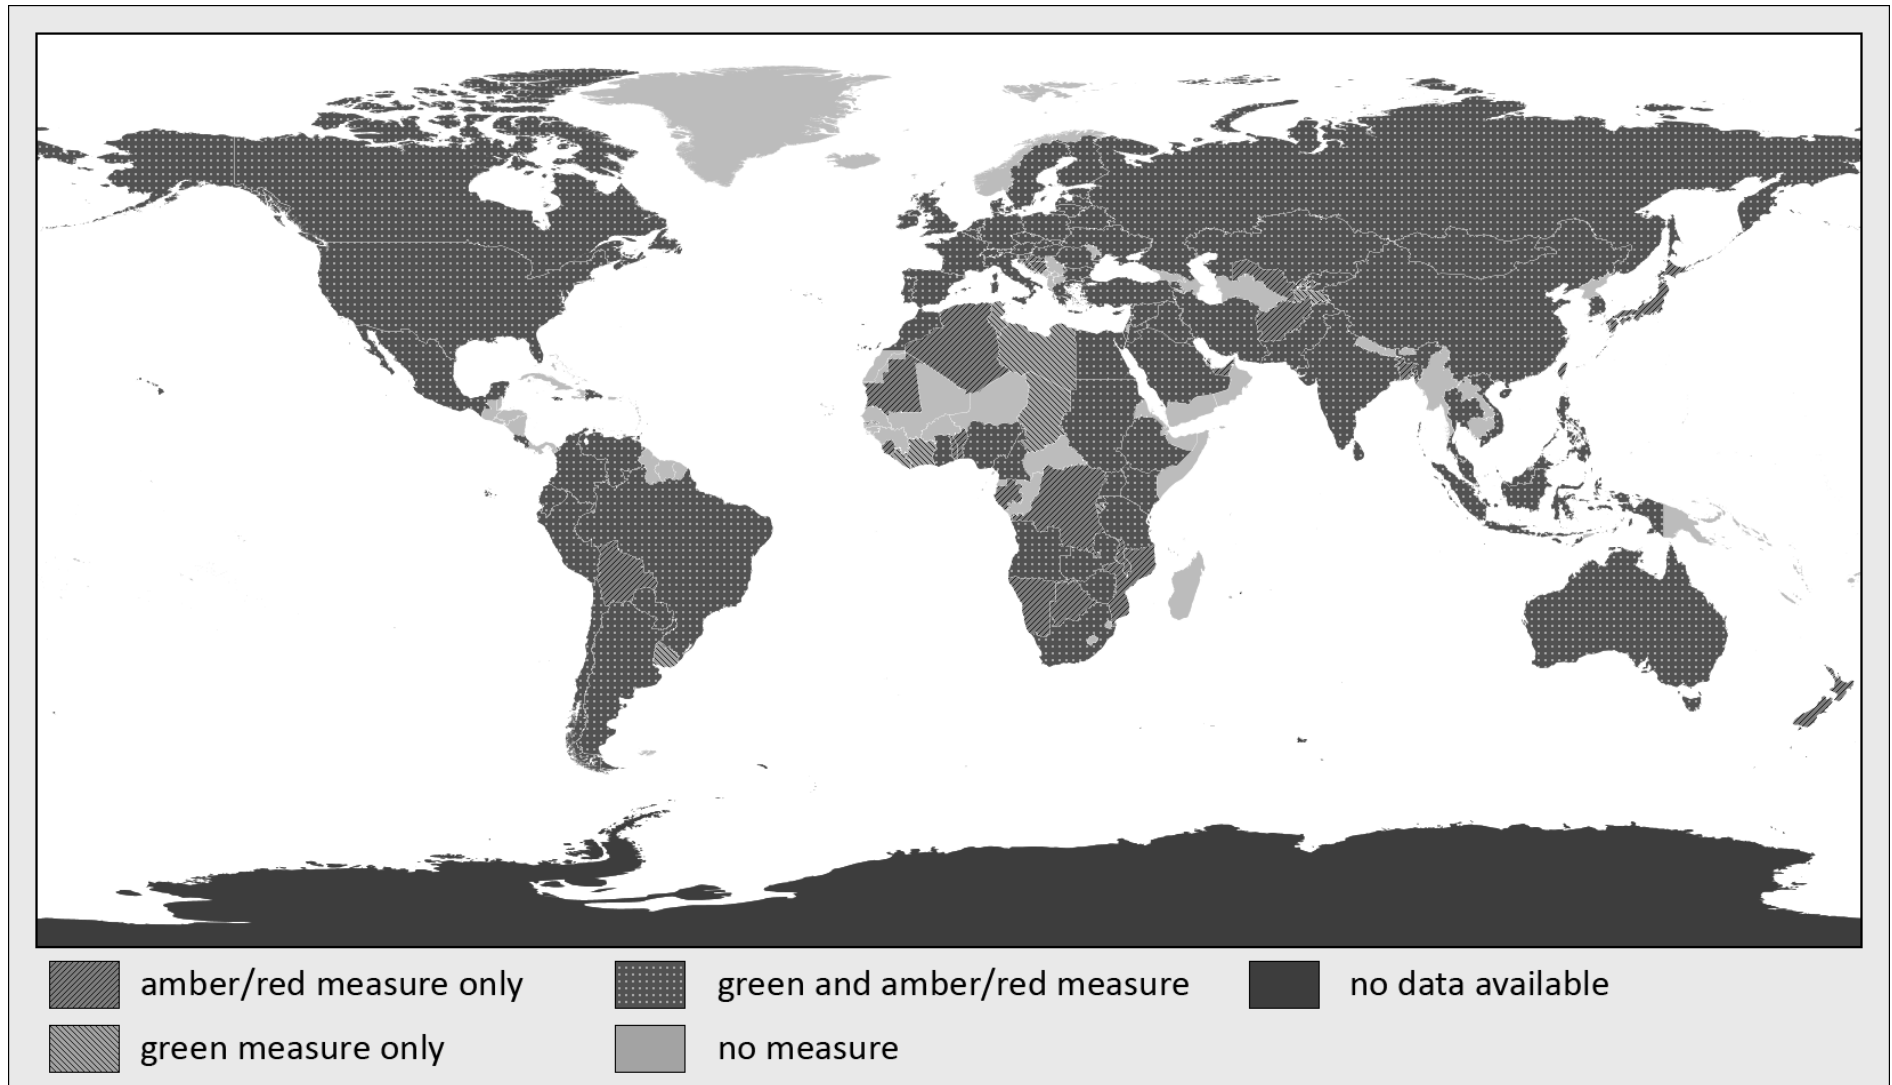 amber/red measure only
green and amber/red measure
no data available
green measure only
no measure